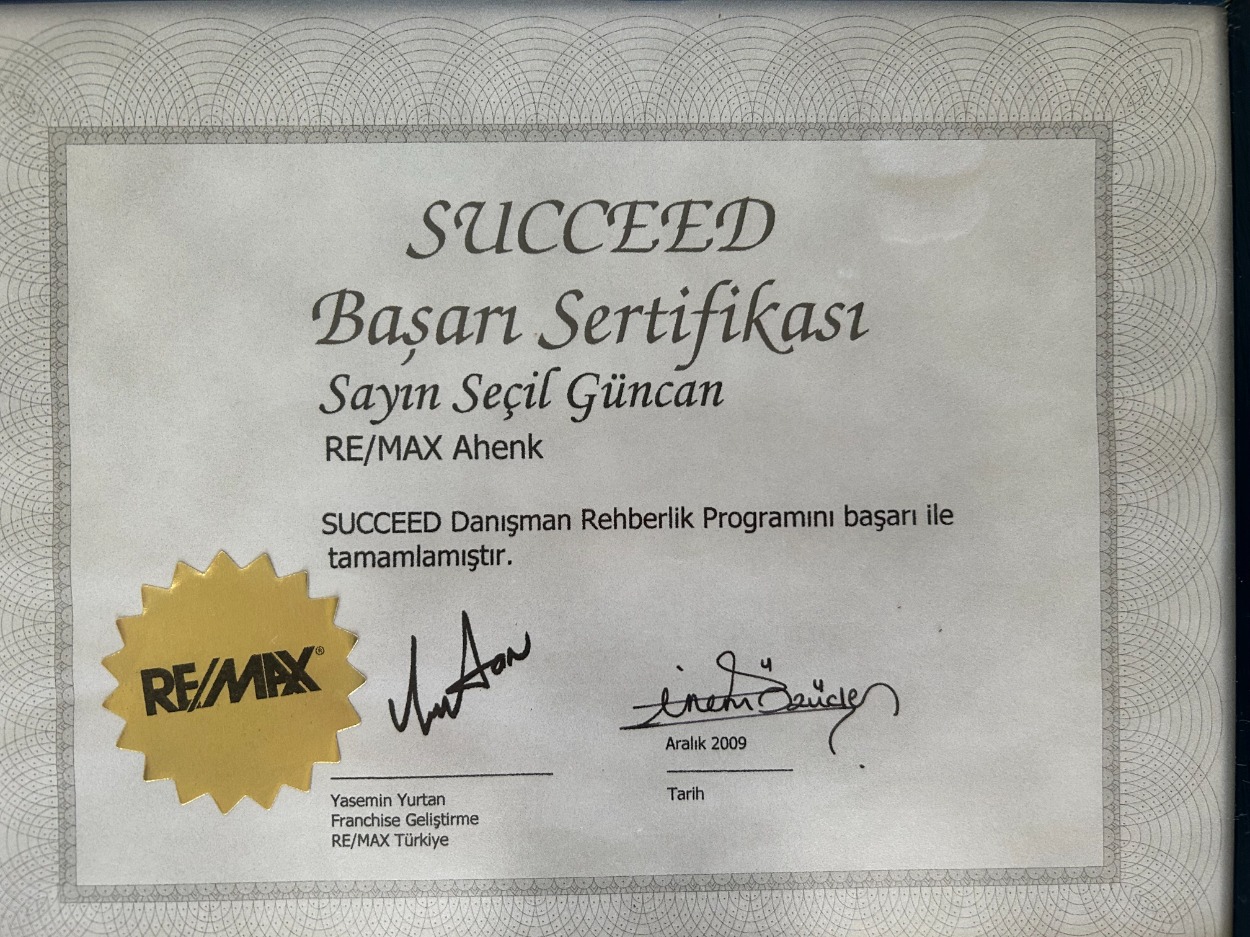 SUCCEED
Başarı Sertifikası
Sayın Seçil Güncan
RE/MAX Ahenk
SUCCEED Danışman Rehberlik Programını başarı ile
tamamlamıştır.
RE/MAX®
Aralık 2009
Yasemin Yurtan
Franchise Geliştirme
RE/MAX Türkiye
Tarih